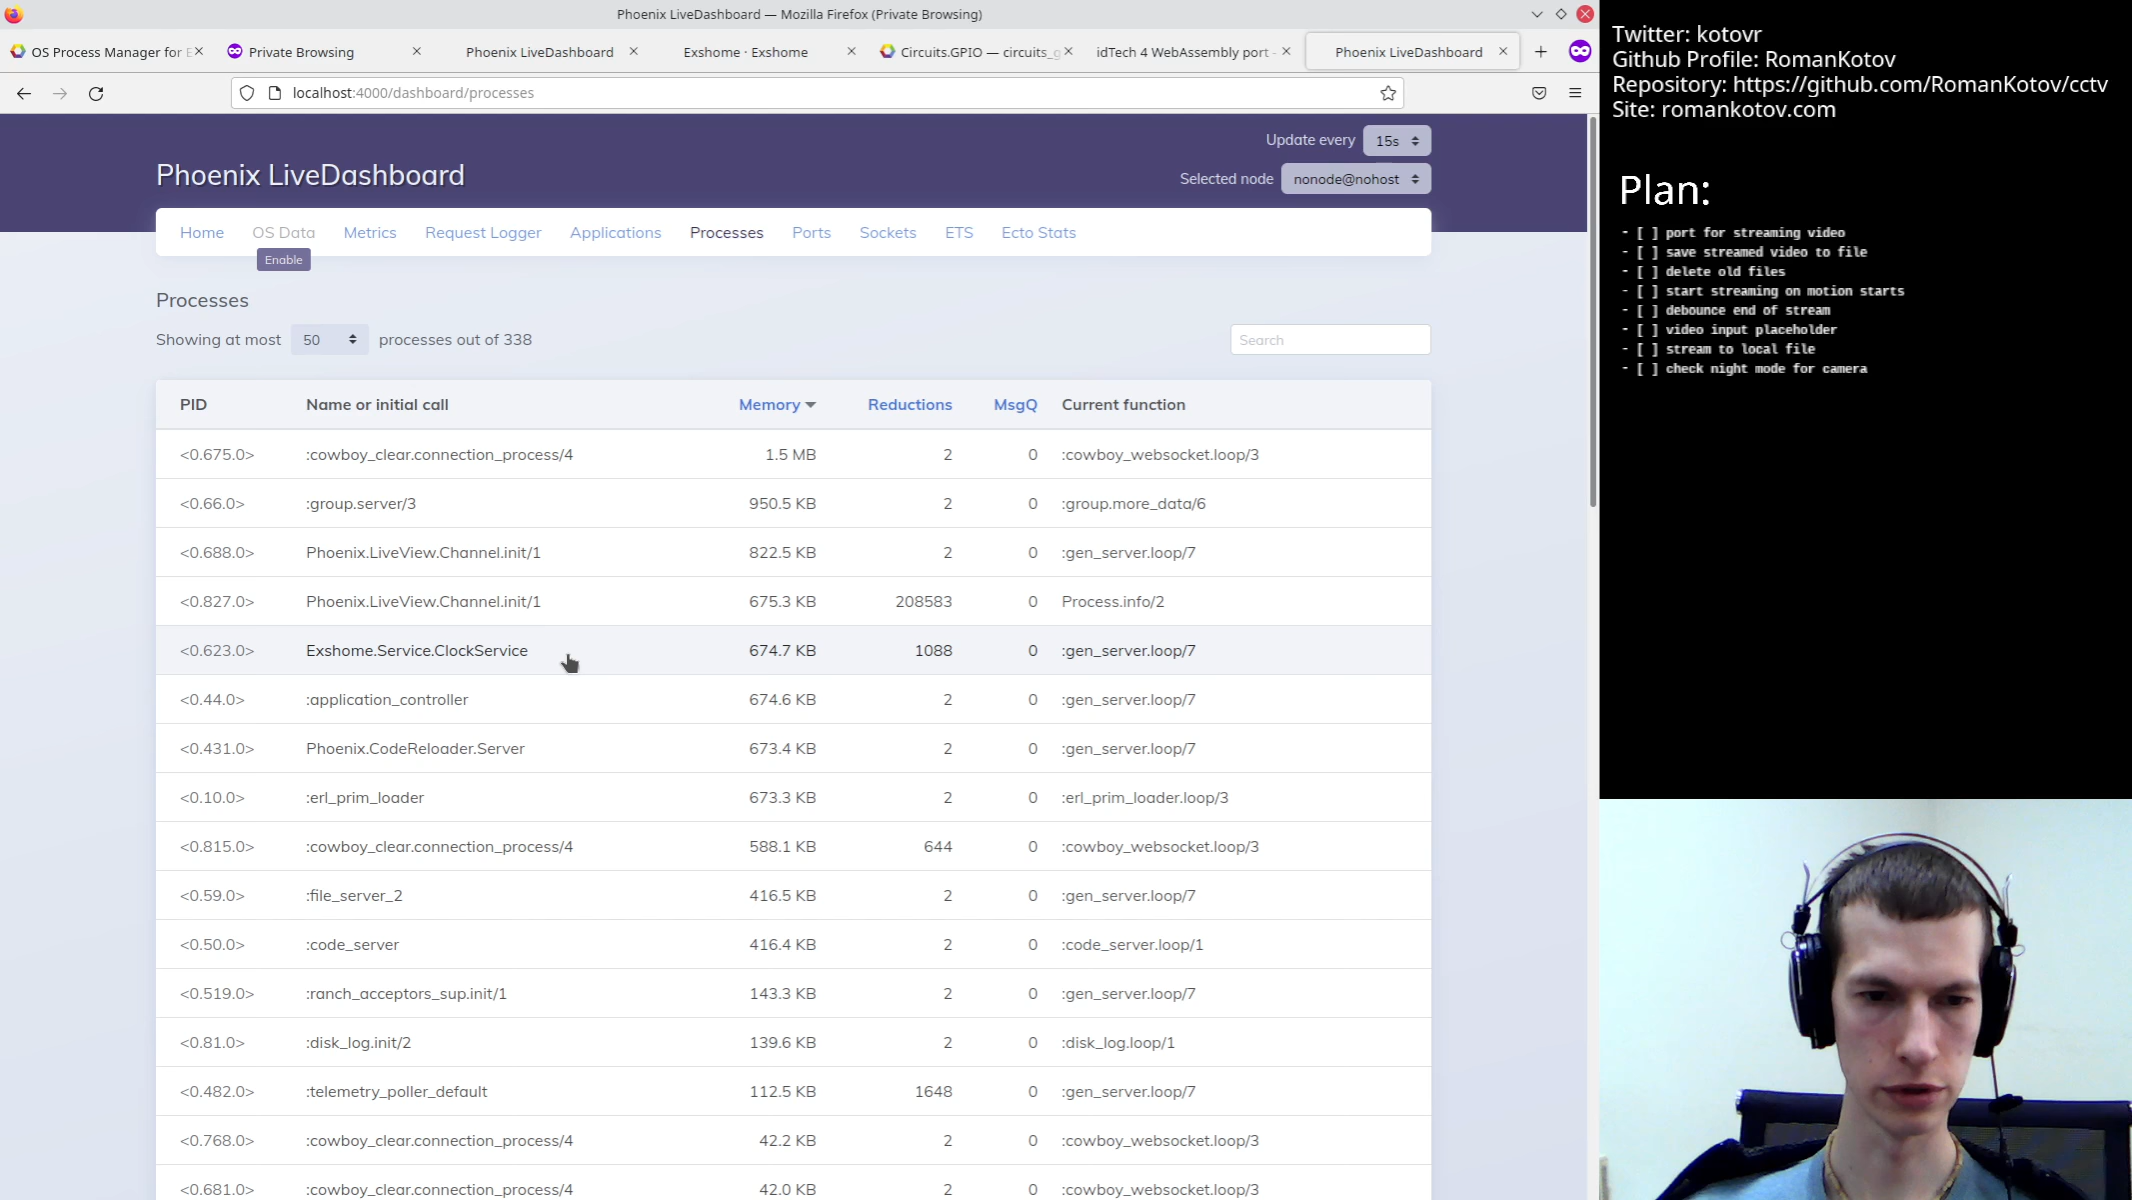 Phoenix LiveDashboard — Mozilla Firefox (Private Browsing)
OS Process Manager for E
Private Browsing
Phoenix LiveDashboard
Exshome · Exshome
Circuits.GPIO — circuits_g
idTech 4 WebAssembly port -
Phoenix LiveDashboard
localhost:4000/dashboard/processes
Update every 15s
Phoenix LiveDashboard
Selected node nonode@nohost
Home OS Data Metrics Request Logger Applications Processes Ports Sockets ETS Ecto Stats
Enable
Processes
Showing at most 50 processes out of 338
Search
PID Name or initial call Memory Reductions MsgQ Current function
<0.675.0> :cowboy_clear.connection_process/4 1.5 MB 2 0 :cowboy_websocket.loop/3
<0.66.0> :group.server/3 950.5 KB 2 0 :group.more_data/6
<0.688.0> Phoenix.LiveView.Channel.init/1 822.5 KB 2 0 :gen_server.loop/7
<0.827.0> Phoenix.LiveView.Channel.init/1 675.3 KB 208583 0 Process.info/2
<0.623.0> Exshome.Service.ClockService 674.7 KB 1088 0 :gen_server.loop/7
<0.44.0> :application_controller 674.6 KB 2 0 :gen_server.loop/7
<0.431.0> Phoenix.CodeReloader.Server 673.4 KB 2 0 :gen_server.loop/7
<0.10.0> :erl_prim_loader 673.3 KB 2 0 :erl_prim_loader.loop/3
<0.815.0> :cowboy_clear.connection_process/4 588.1 KB 644 0 :cowboy_websocket.loop/3
<0.59.0> :file_server_2 416.5 KB 2 0 :gen_server.loop/7
<0.50.0> :code_server 416.4 KB 2 0 :code_server.loop/1
<0.519.0> :ranch_acceptors_sup.init/1 143.3 KB 2 0 :gen_server.loop/7
<0.81.0> :disk_log.init/2 139.6 KB 2 0 :disk_log.loop/1
<0.482.0> :telemetry_poller_default 112.5 KB 1648 0 :gen_server.loop/7
<0.768.0> :cowboy_clear.connection_process/4 42.2 KB 2 0 :cowboy_websocket.loop/3
<0.681.0> :cowboy_clear.connection_process/4 42.0 KB 2 0 :cowboy_websocket.loop/3
Twitter: kotovr
Github Profile: RomanKotov
Repository: https://github.com/RomanKotov/cctv
Site: romankotov.com
Plan:
- [ ] port for streaming video
- [ ] save streamed video to file
- [ ] delete old files
- [ ] start streaming on motion starts
- [ ] debounce end of stream
- [ ] video input placeholder
- [ ] stream to local file
- [ ] check night mode for camera